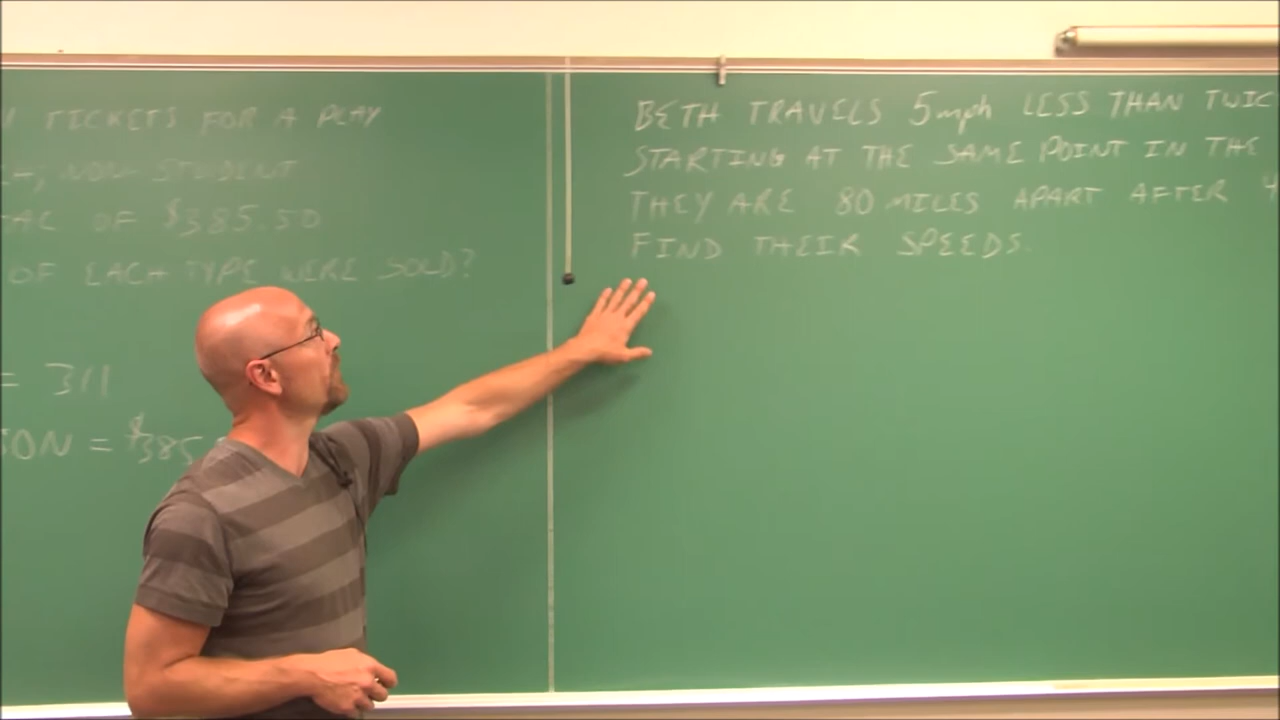 TICKETS FOR A PLAY
NON-STUDENT
OF $385.50
OF EACH TYPE WERE SOLD?
= 311
= $385
BETH TRAVELS 5mph LESS THAN TWIC
STARTING AT THE SAME POINT IN THE
THEY ARE 80 MILES APART AFTER 4
FIND THEIR SPEEDS.